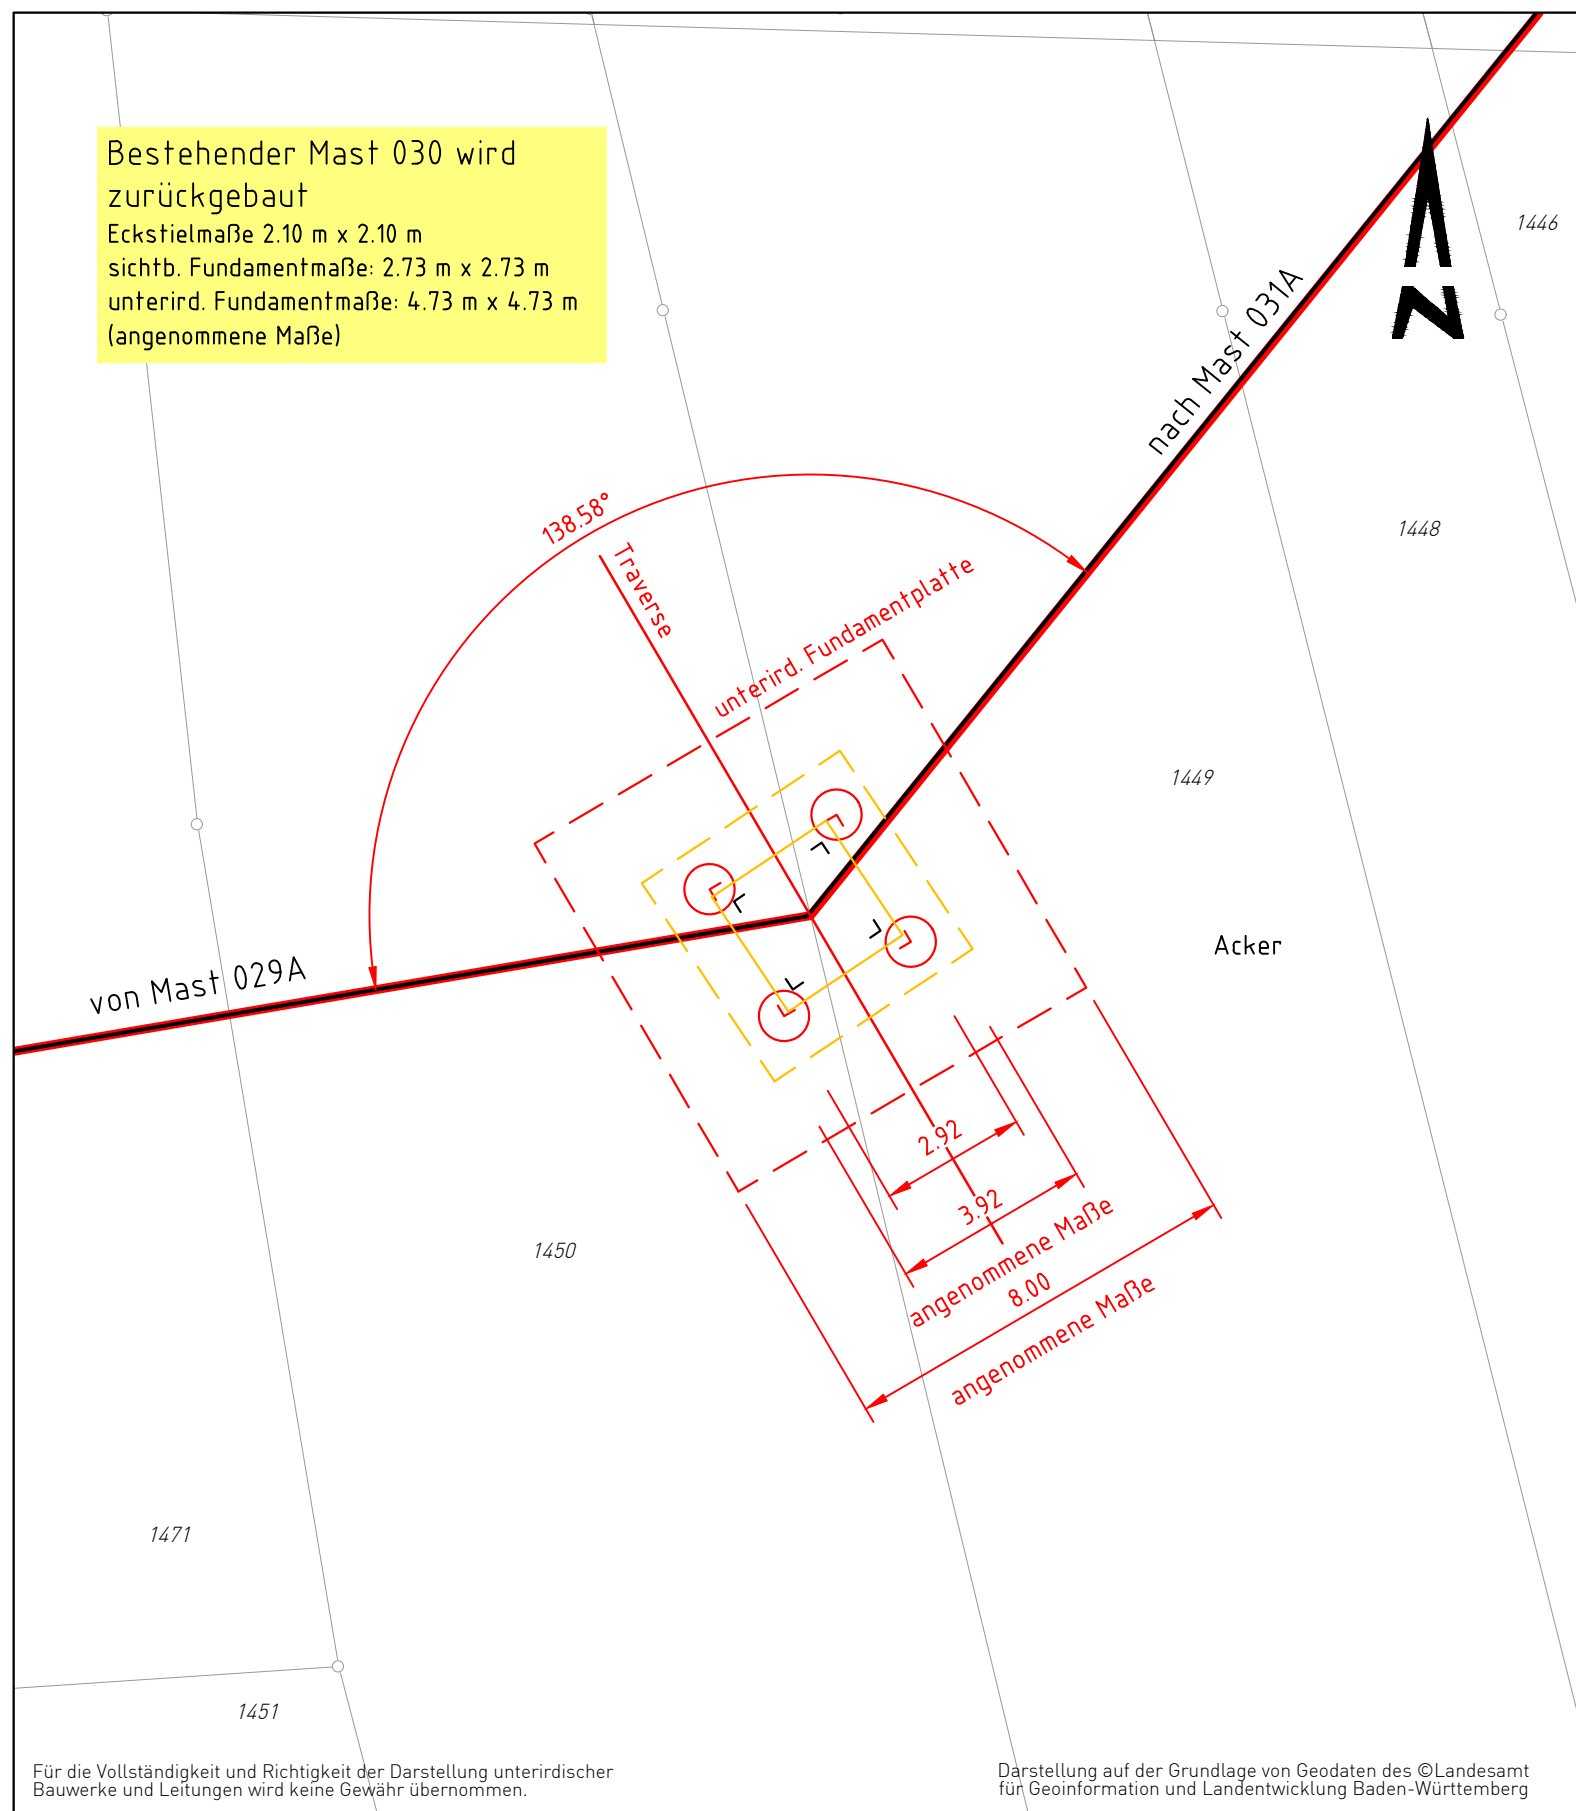 Bestehender Mast 030 wird
zurückgebaut
Eckstielmaße 2.10 m x 2.10 m
sichtb. Fundamentmaße: 2.73 m x 2.73 m
unterird. Fundamentmaße: 4.73 m x 4.73 m
(angenommene Maße)
N
1446
nach Mast 031A
1448
138.58°
Traverse
unterird. Fundamentplatte
1449
Acker
von Mast 029A
2.92
3.92
angenommene Maße
8.00
angenommene Maße
1450
1471
1451
Für die Vollständigkeit und Richtigkeit der Darstellung unterirdischer
Bauwerke und Leitungen wird keine Gewähr übernommen.
Darstellung auf der Grundlage von Geodaten des ©Landesamt
für Geoinformation und Landentwicklung Baden-Württemberg